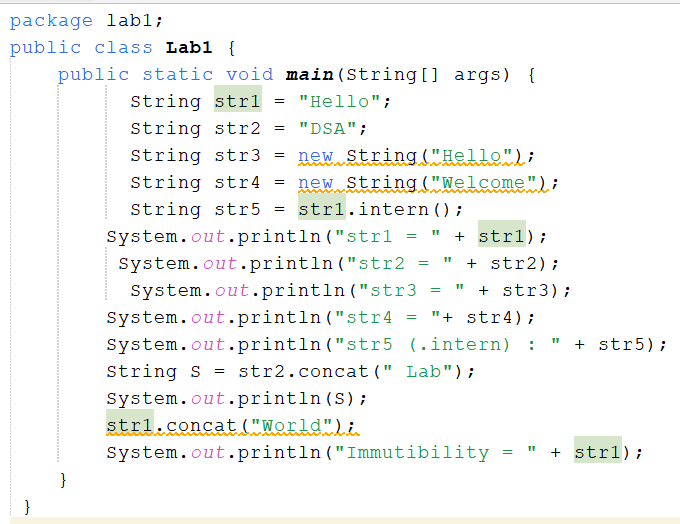 package lab1;
public class Lab1 {
public static void main(String[] args) {
String str1 = "Hello";
String str2 = "DSA";
String str3 = new String("Hello");
String str4 = new String("Welcome");
String str5 = str1.intern();
System.out.println("str1 = " + str1);
System.out.println("str2 = " + str2);
System.out.println("str3 = " + str3);
System.out.println("str4 = "+ str4);
System.out.println("str5 (.intern) : " + str5);
String S = str2.concat(" Lab");
System.out.println(S);
str1.concat("World");
System.out.println("Immutibility = " + str1);
}
}